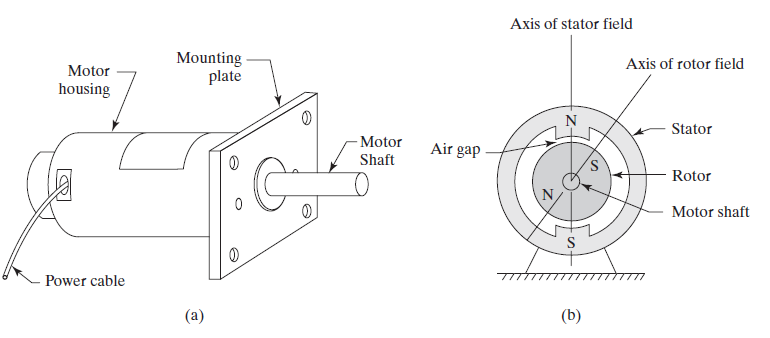 Motor
housing
Mounting
plate
Motor
Shaft
Power cable
(a)
Axis of stator field
Axis of rotor field
N
Stator
Air gap
S
Rotor
N
Motor shaft
S
(b)